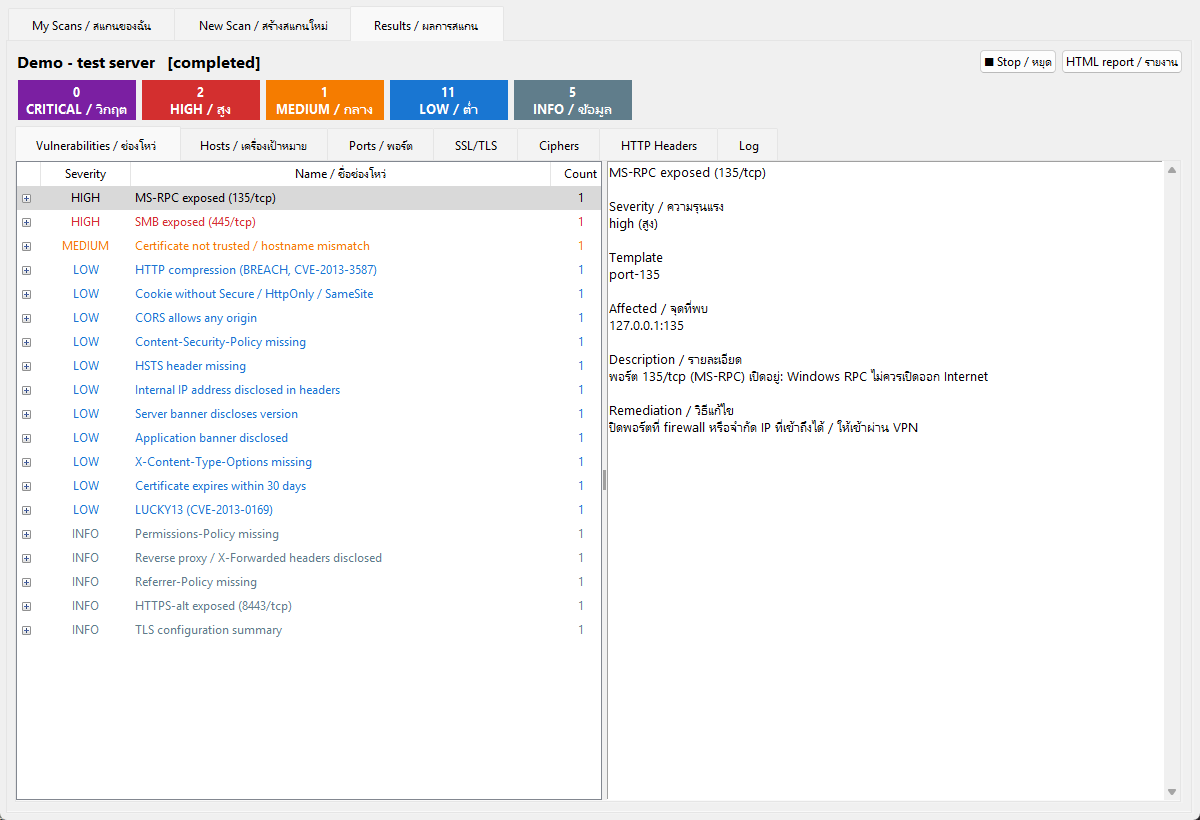 My Scans / สแกนของฉัน
New Scan / สร้างสแกนใหม่
Results / ผลการสแกน
Demo - test server [completed]
■ Stop / หยุด
HTML report / รายงาน
0
CRITICAL / วิกฤต
2
HIGH / สูง
1
MEDIUM / กลาง
11
LOW / ต่ำ
5
INFO / ข้อมูล
Vulnerabilities / ช่องโหว่
Hosts / เครื่องเป้าหมาย
Ports / พอร์ต
SSL/TLS
Ciphers
HTTP Headers
Log
Severity Name / ชื่อช่องโหว่ Count
HIGH MS-RPC exposed (135/tcp) 1
HIGH SMB exposed (445/tcp) 1
MEDIUM Certificate not trusted / hostname mismatch 1
LOW HTTP compression (BREACH, CVE-2013-3587) 1
LOW Cookie without Secure / HttpOnly / SameSite 1
LOW CORS allows any origin 1
LOW Content-Security-Policy missing 1
LOW HSTS header missing 1
LOW Internal IP address disclosed in headers 1
LOW Server banner discloses version 1
LOW Application banner disclosed 1
LOW X-Content-Type-Options missing 1
LOW Certificate expires within 30 days 1
LOW LUCKY13 (CVE-2013-0169) 1
INFO Permissions-Policy missing 1
INFO Reverse proxy / X-Forwarded headers disclosed 1
INFO Referrer-Policy missing 1
INFO HTTPS-alt exposed (8443/tcp) 1
INFO TLS configuration summary 1
MS-RPC exposed (135/tcp)
Severity / ความรุนแรง
high (สูง)
Template
port-135
Affected / จุดที่พบ
127.0.0.1:135
Description / รายละเอียด
พอร์ต 135/tcp (MS-RPC) เปิดอยู่: Windows RPC ไม่ควรเปิดออก Internet
Remediation / วิธีแก้ไข
ปิดพอร์ตที่ firewall หรือจำกัด IP ที่เข้าถึงได้ / ให้เข้าผ่าน VPN